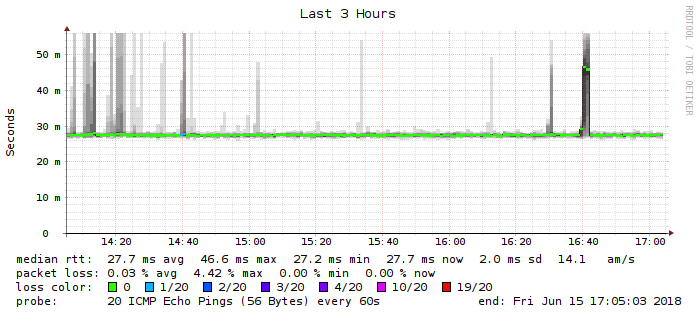 Last 3 Hours
RRDTOOL / TOBI OETIKER
Seconds
50 m
40 m
30 m
20 m
10 m
0
14:20 14:40 15:00 15:20 15:40 16:00 16:20 16:40 17:00
median rtt: 27.7 ms avg 46.6 ms max 27.2 ms min 27.7 ms now 2.0 ms sd 14.1 am/s
packet loss: 0.03 % avg 4.42 % max 0.00 % min 0.00 % now
loss color: 0 1/20 2/20 3/20 4/20 10/20 19/20
probe: 20 ICMP Echo Pings (56 Bytes) every 60s end: Fri Jun 15 17:05:03 2018